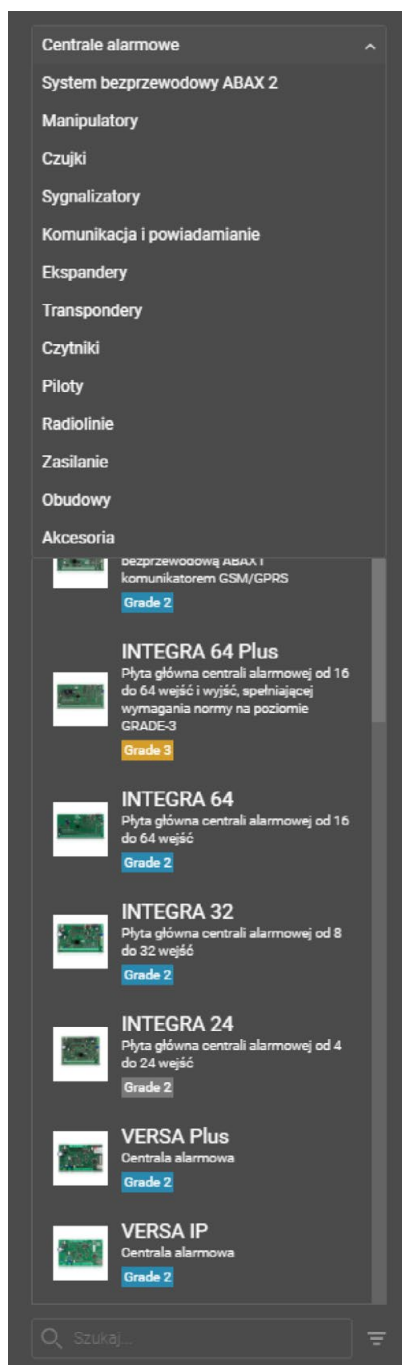 Centrale alarmowe
System bezprzewodowy ABAX 2
Manipulatory
Czujki
Sygnalizatory
Komunikacja i powiadamianie
Ekspandery
Transpondery
Czytniki
Piloty
Radiolinie
Zasilanie
Obudowy
Akcesoria
bezprzewodową ABAX i
komunikatorem GSM/GPRS
Grade 2
INTEGRA 64 Plus
Płyta główna centrali alarmowej od 16
do 64 wejść i wyjść, spełniającej
wymagania normy na poziomie
GRADE-3
Grade 3
INTEGRA 64
Płyta główna centrali alarmowej od 16
do 64 wejść
Grade 2
INTEGRA 32
Płyta główna centrali alarmowej od 8
do 32 wejść
Grade 2
INTEGRA 24
Płyta główna centrali alarmowej od 4
do 24 wejść
Grade 2
VERSA Plus
Centrala alarmowa
Grade 2
VERSA IP
Centrala alarmowa
Grade 2
Szukaj...